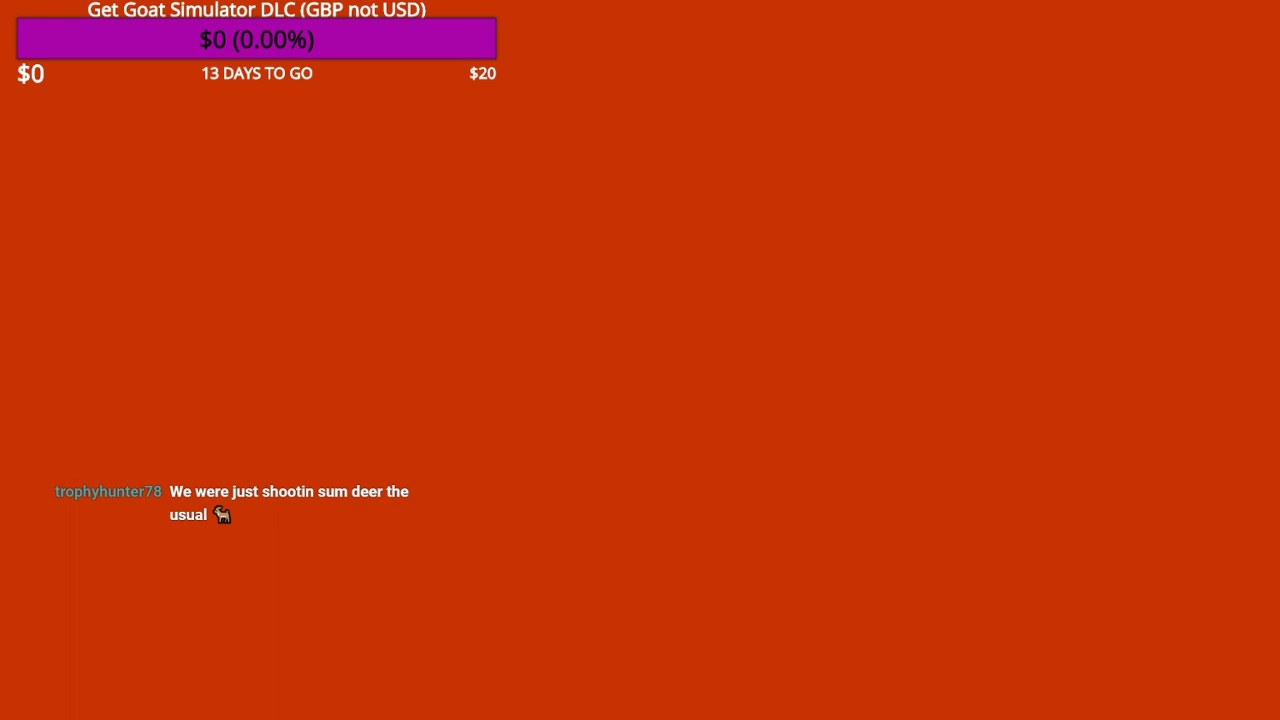 Get Goat Simulator DLC (GBP not USD)
$0 (0.00%)
$0 13 DAYS TO GO $20
trophyhunter78 We were just shootin sum deer the
usual 🐐